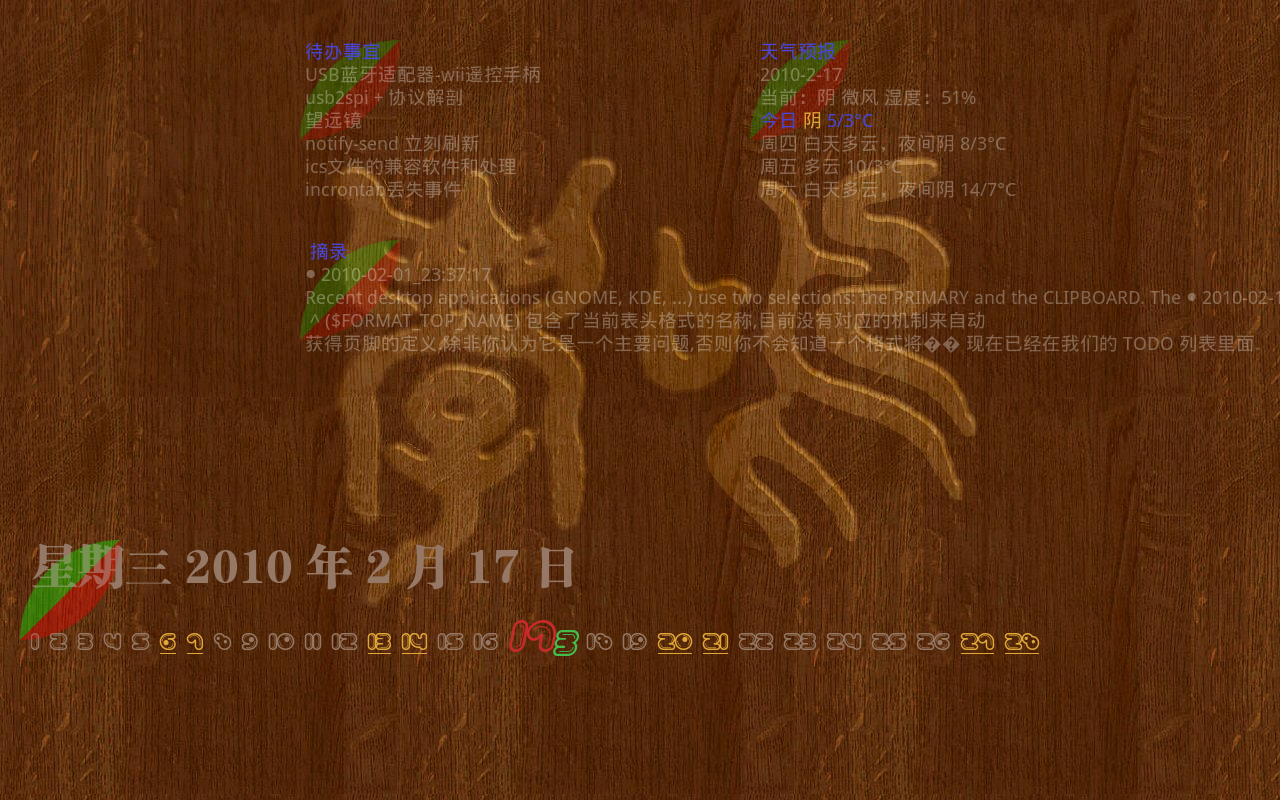 待办事宜
USB蓝牙适配器-wii遥控手柄
usb2spi + 协议解剖
望远镜
notify-send 立刻刷新
ics文件的兼容软件和处理
incrontab丢失事件
天气预报
2010-2-17
当前：阴 微风 湿度：51%
今日 阴 5/3°C
周四 白天多云，夜间阴 8/3°C
周五 多云 10/3°C
周六 白天多云，夜间阴 14/7°C
摘录
• 2010-02-01 23:37:17
Recent desktop applications (GNOME, KDE, ...) use two selections: the PRIMARY and the CLIPBOARD. The • 2010-02-
_^ ($FORMAT_TOP_NAME) 包含了当前表头格式的名称,目前没有对应的机制来自动
获得页脚的定义,除非你认为它是一个主要问题,否则你不会知道一个格式将�� 现在已经在我们的 TODO 列表里面.
星期三 2010 年 2 月 17 日
1 2 3 4 5 6 7 8 9 10 11 12 13 14 15 16 17 3 18 19 20 21 22 23 24 25 26 27 28